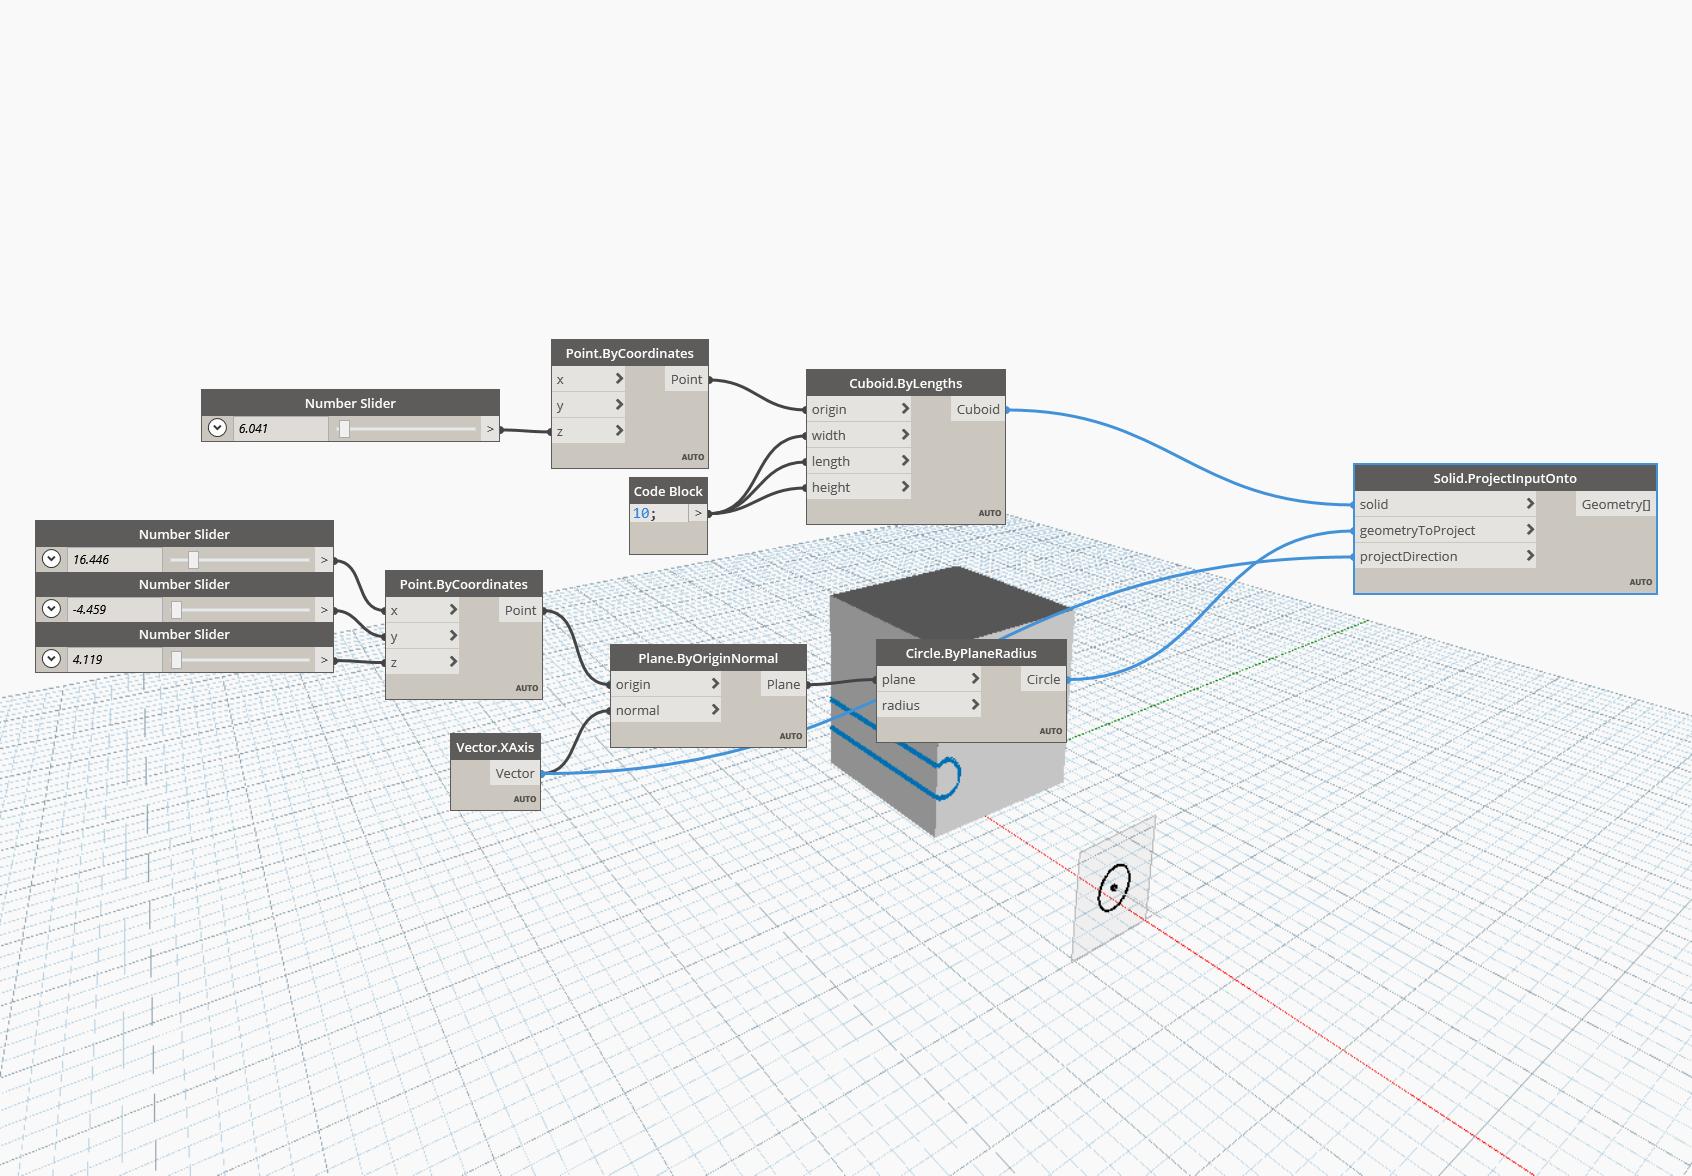 Point.ByCoordinates
x
Point
y
z
AUTO
Number Slider
6.041
>
Cuboid.ByLengths
origin
Cuboid
width
length
height
AUTO
Code Block
10;
>
Solid.ProjectInputOnto
solid
Geometry[]
geometryToProject
projectDirection
AUTO
Number Slider
16.446
>
Number Slider
-4.459
>
Number Slider
4.119
>
Point.ByCoordinates
x
Point
y
z
AUTO
Plane.ByOriginNormal
origin
Plane
normal
AUTO
Circle.ByPlaneRadius
plane
Circle
radius
AUTO
Vector.XAxis
Vector
AUTO